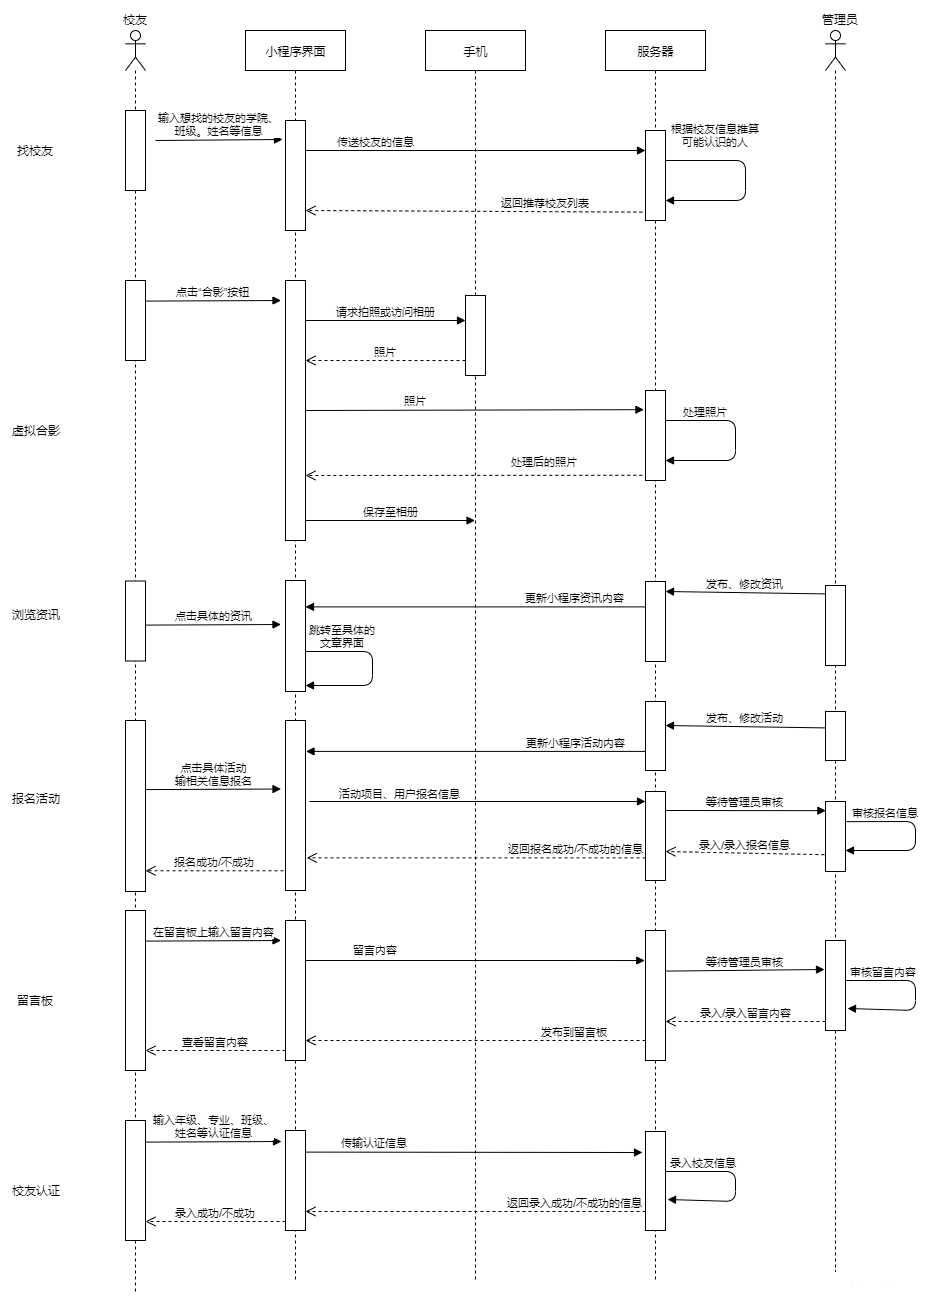 校友
管理员
小程序界面
手机
服务器
找校友
输入想找的校友的学院、
班级。姓名等信息
传送校友的信息
根据校友信息推算
可能认识的人
返回推荐校友列表
虚拟合影
点击“合影”按钮
请求拍照或访问相册
照片
照片
处理照片
处理后的照片
保存至相册
浏览资讯
发布、修改资讯
更新小程序资讯内容
点击具体的资讯
跳转至具体的
文章界面
报名活动
发布、修改活动
更新小程序活动内容
点击具体活动
输相关信息报名
活动项目、用户报名信息
等待管理员审核
审核报名信息
录入/录入报名信息
返回报名成功/不成功的信息
报名成功/不成功
留言板
在留言板上输入留言内容
留言内容
等待管理员审核
审核留言内容
录入/录入留言内容
发布到留言板
查看留言内容
校友认证
输入年级、专业、班级、
姓名等认证信息
传输认证信息
录入校友信息
返回录入成功/不成功的信息
录入成功/不成功